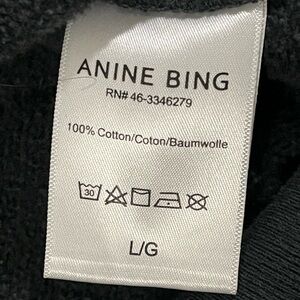 ANINE BING
RN# 46-3346279
100% Cotton/Coton/Baumwolle
30
L/G